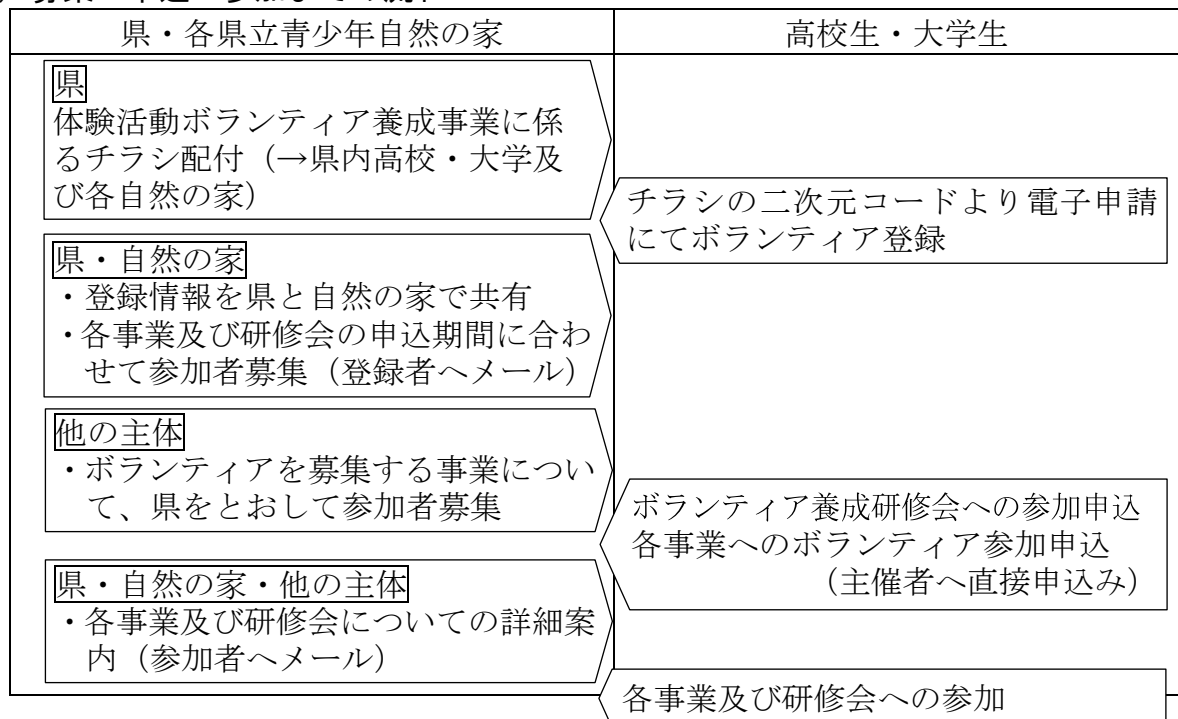 県・各県立青少年自然の家
高校生・大学生
県
体験活動ボランティア養成事業に係
るチラシ配付（→県内高校・大学及
び各自然の家）
チラシの二次元コードより電子申請
にてボランティア登録
県・自然の家
・登録情報を県と自然の家で共有
・各事業及び研修会の申込期間に合わ
せて参加者募集（登録者へメール）
他の主体
・ボランティアを募集する事業につい
て、県をとおして参加者募集
ボランティア養成研修会への参加申込
各事業へのボランティア参加申込
（主催者へ直接申込み）
県・自然の家・他の主体
・各事業及び研修会についての詳細案
内（参加者へメール）
各事業及び研修会への参加